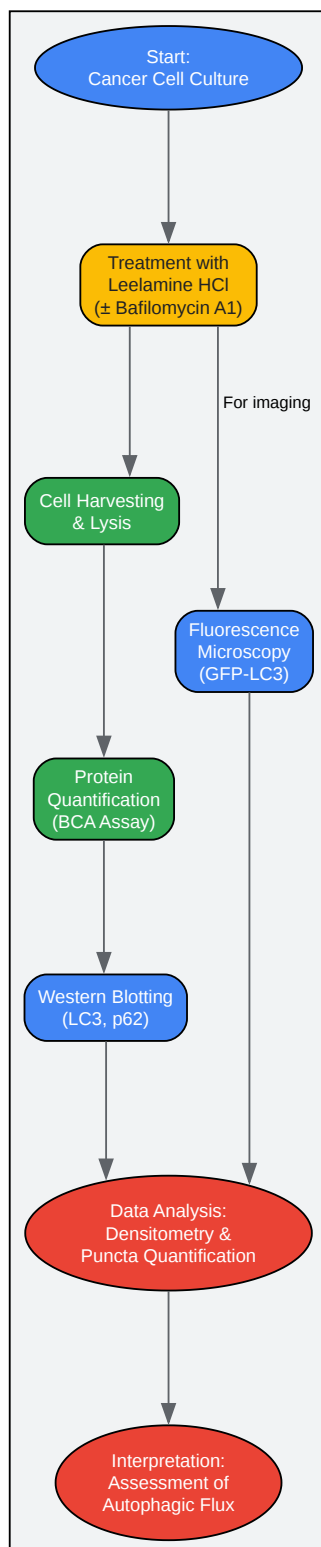 Start:
Cancer Cell Culture
Treatment with
Leelamine HCl
(± Bafilomycin A1)
For imaging
Cell Harvesting
& Lysis
Fluorescence
Microscopy
(GFP-LC3)
Protein
Quantification
(BCA Assay)
Western Blotting
(LC3, p62)
Data Analysis:
Densitometry &
Puncta Quantification
Interpretation:
Assessment of
Autophagic Flux